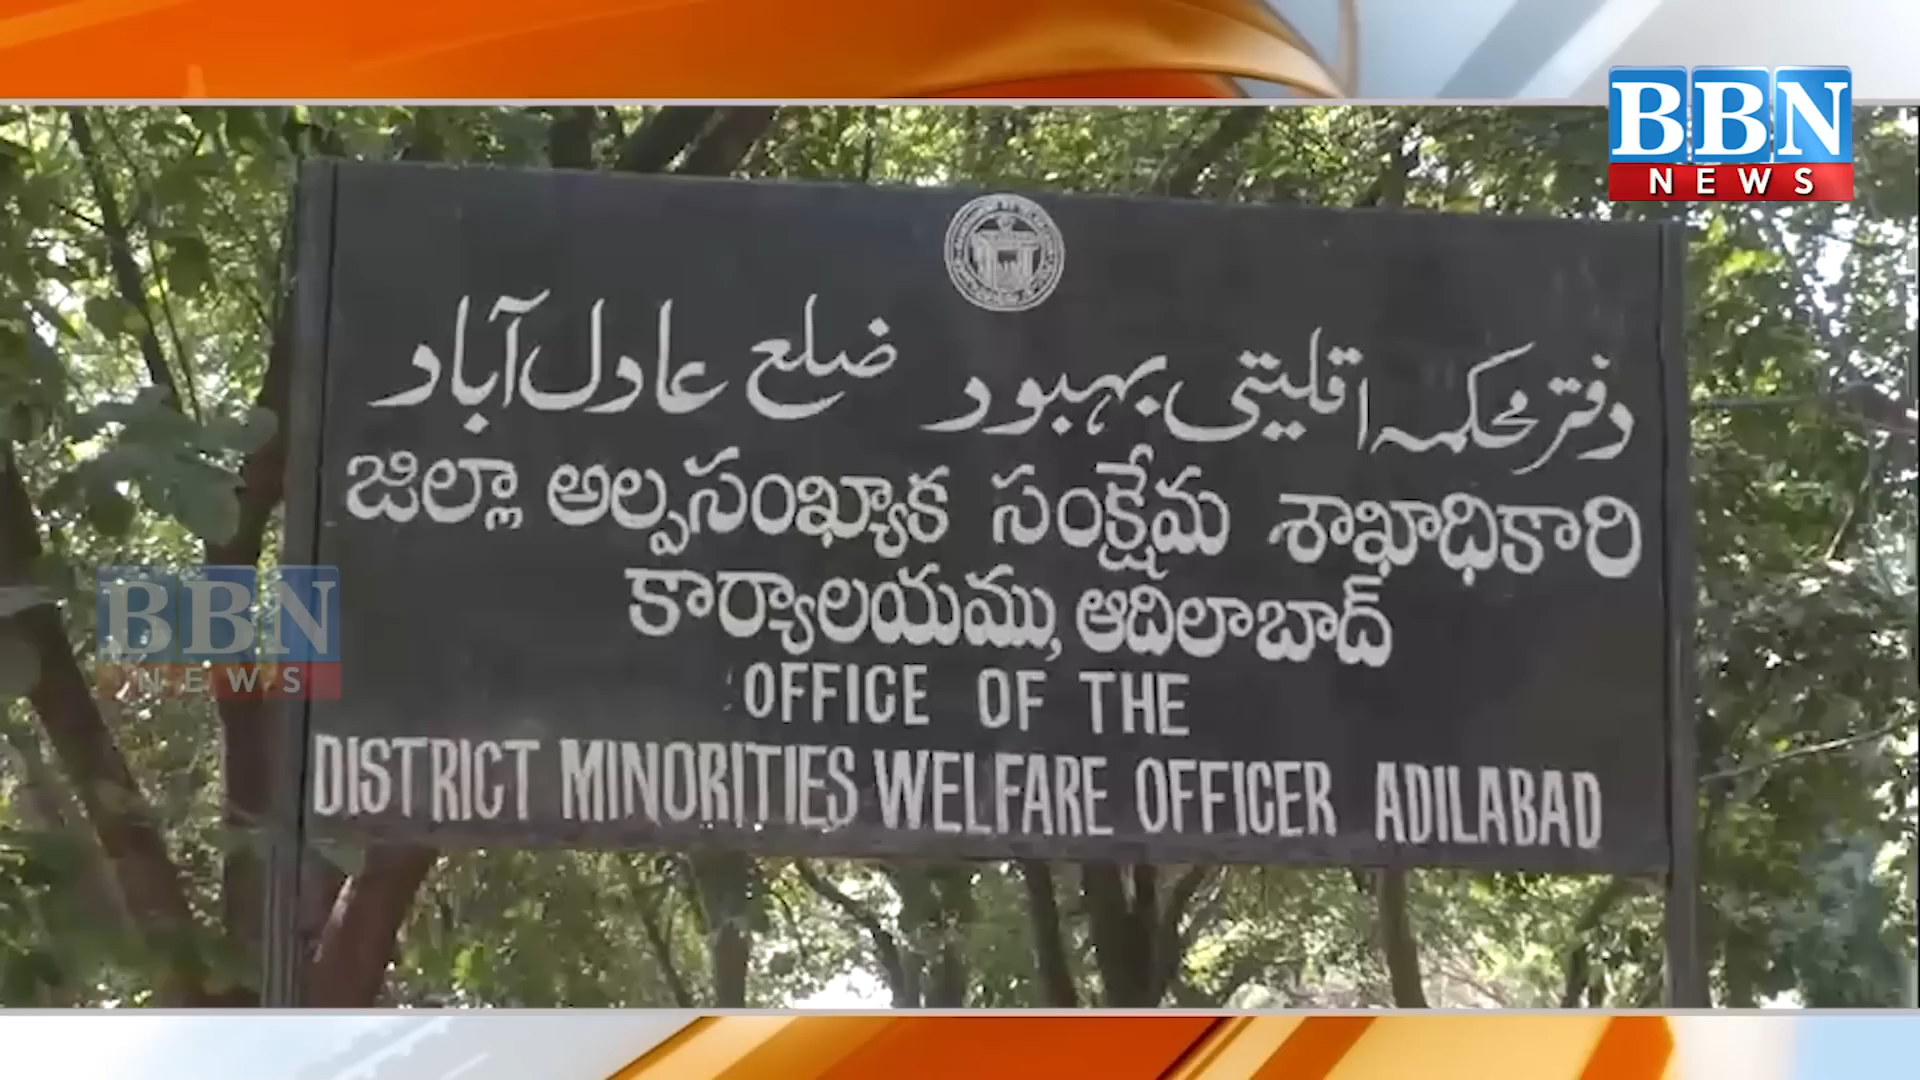 BBN
NEWS
دفتر محکمہ اقلیتی بہبود ضلع عادل آباد
జిల్లా అల్పసంఖ్యాక సంక్షేమ శాఖాధికారి
కార్యాలయము, ఆదిలాబాద్
OFFICE OF THE
DISTRICT MINORITIES WELFARE OFFICER ADILABAD
BBN
NEWS